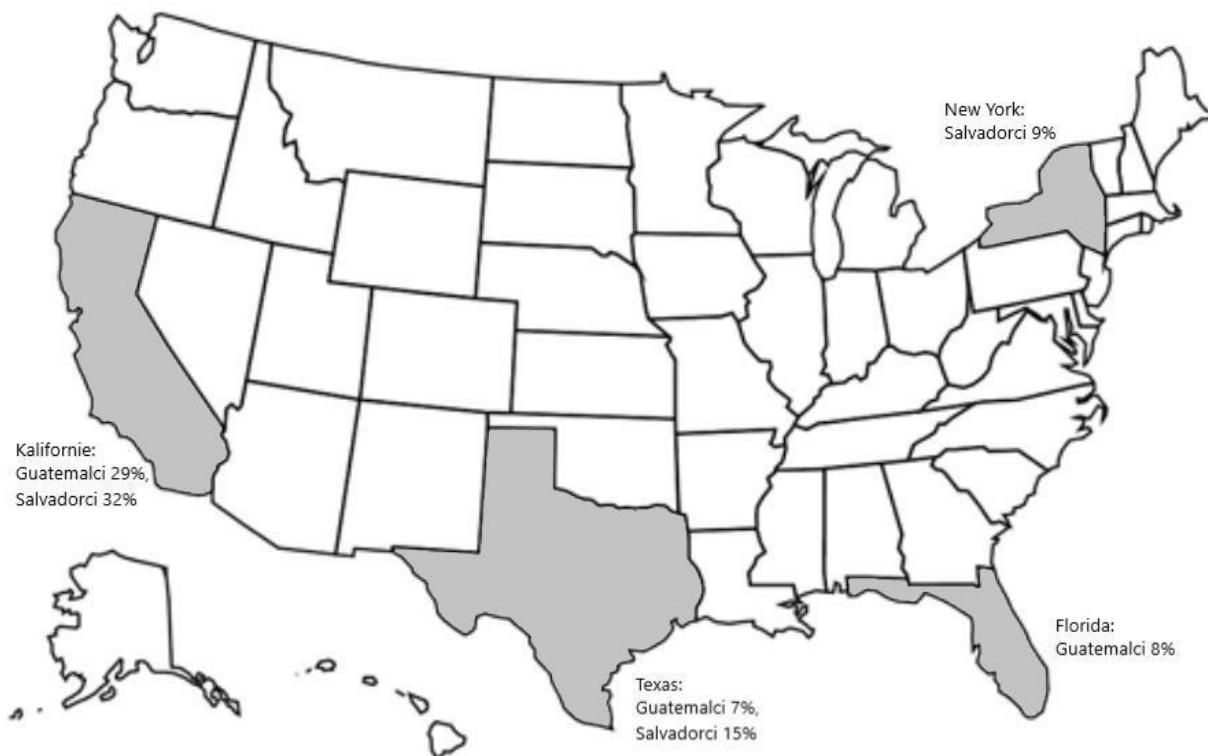 New York:
Salvadorci 9%
Kalifornie:
Guatemalci 29%,
Salvadorci 32%
Florida:
Guatemalci 8%
Texas:
Guatemalci 7%,
Salvadorci 15%